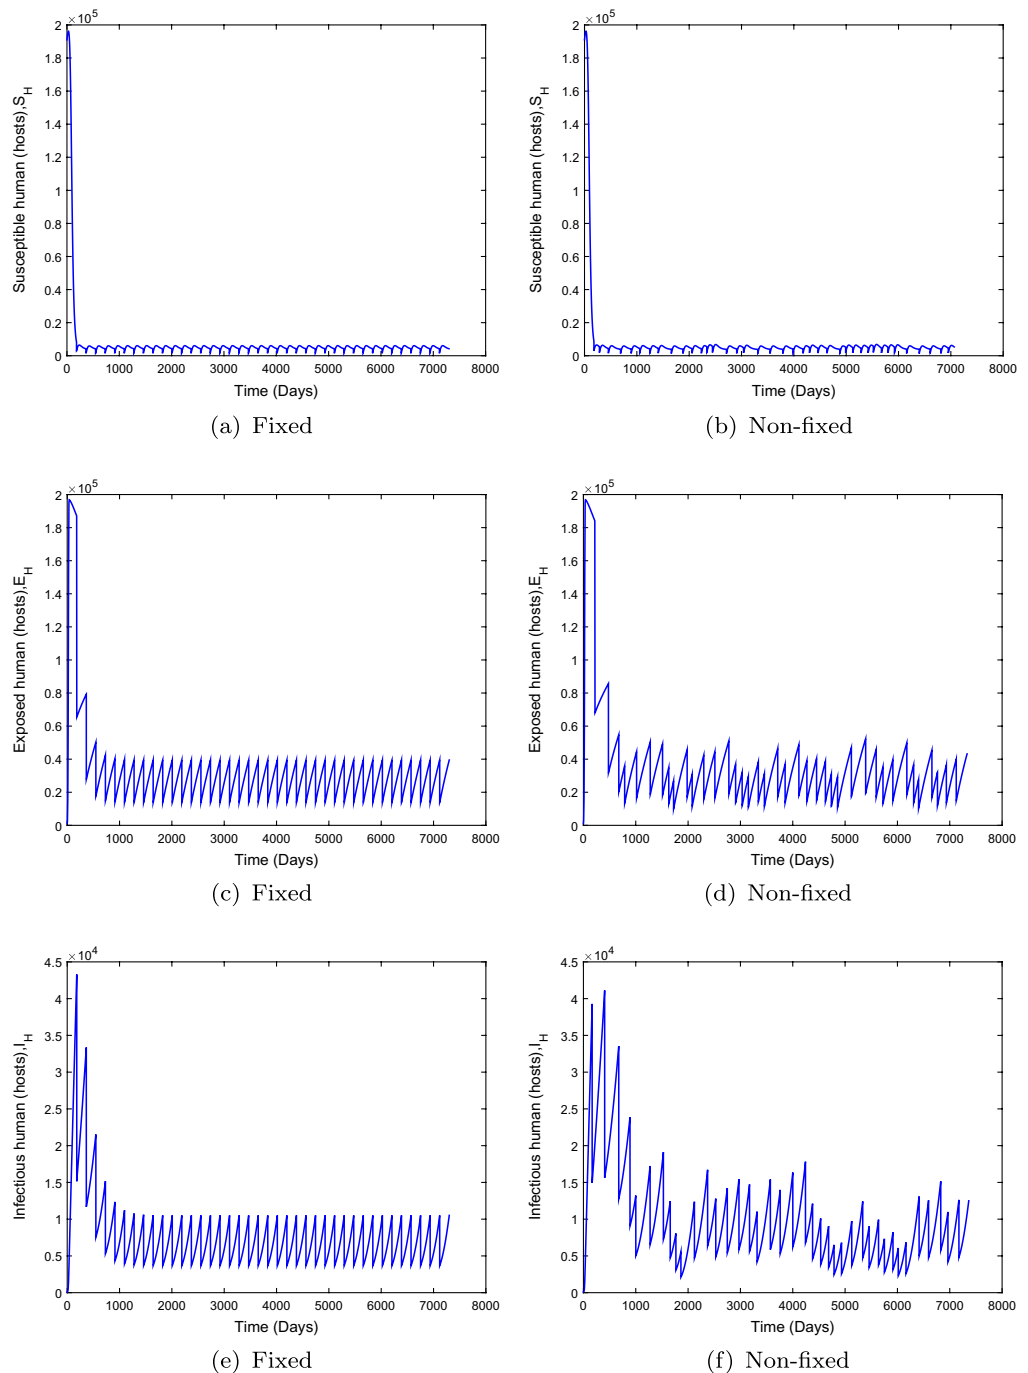 ×10^5
2
1.8
1.6
1.4
1.2
1
0.8
0.6
0.4
0.2
0
Susceptible human (hosts),S_H
0 1000 2000 3000 4000 5000 6000 7000 8000
Time (Days)
(a) Fixed
×10^5
2
1.8
1.6
1.4
1.2
1
0.8
0.6
0.4
0.2
0
Susceptible human (hosts),S_H
0 1000 2000 3000 4000 5000 6000 7000 8000
Time (Days)
(b) Non-fixed
×10^5
2
1.8
1.6
1.4
1.2
1
0.8
0.6
0.4
0.2
0
Exposed human (hosts),E_H
0 1000 2000 3000 4000 5000 6000 7000 8000
Time (Days)
(c) Fixed
×10^5
2
1.8
1.6
1.4
1.2
1
0.8
0.6
0.4
0.2
0
Exposed human (hosts),E_H
0 1000 2000 3000 4000 5000 6000 7000 8000
Time (Days)
(d) Non-fixed
×10^4
4.5
4
3.5
3
2.5
2
1.5
1
0.5
0
Infectious human (hosts),I_H
0 1000 2000 3000 4000 5000 6000 7000 8000
Time (Days)
(e) Fixed
×10^4
4.5
4
3.5
3
2.5
2
1.5
1
0.5
0
Infectious human (hosts),I_H
0 1000 2000 3000 4000 5000 6000 7000 8000
Time (Days)
(f) Non-fixed